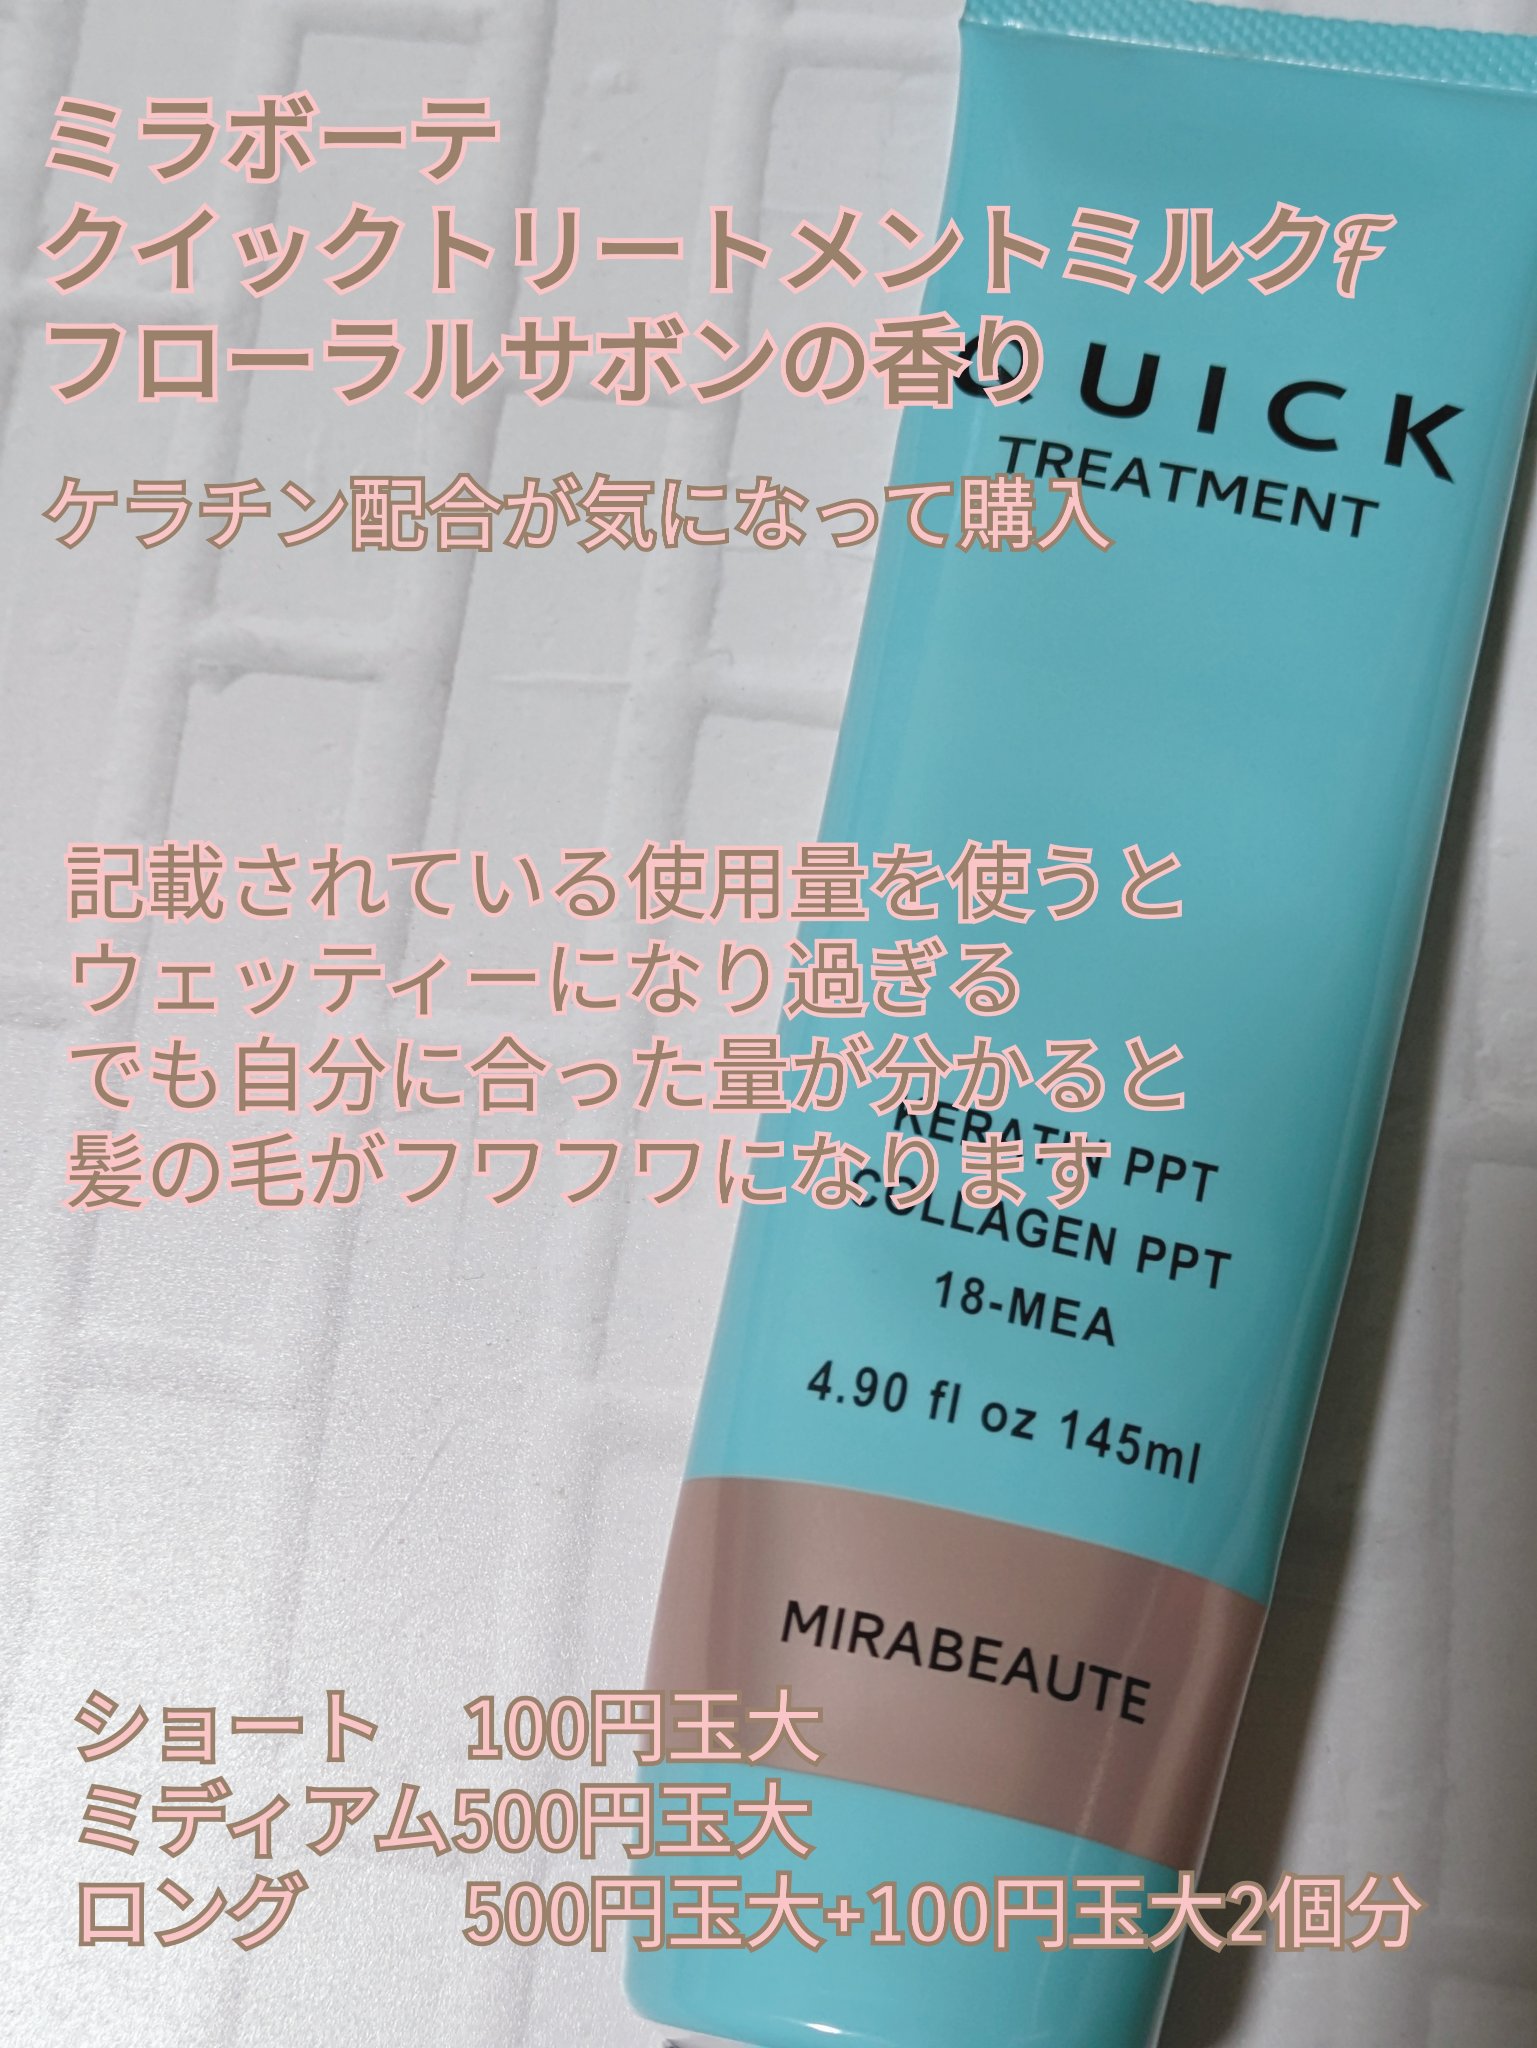 ミラボーテ
クイックトリートメントミルクF
フローラルサボンの香り
QUICK
TREATMENT
ケラチン配合が気になって購入
記載されている使用量を使うと
ウェッティーになり過ぎる
でも自分に合った量が分かると
髪の毛がフワフワになります
KERATIN PPT
COLLAGEN PPT
18-MEA
4.90 fl oz 145ml
MIRABEAUTE
ショート 100円玉大
ミディアム500円玉大
ロング 500円玉大+100円玉大2個分